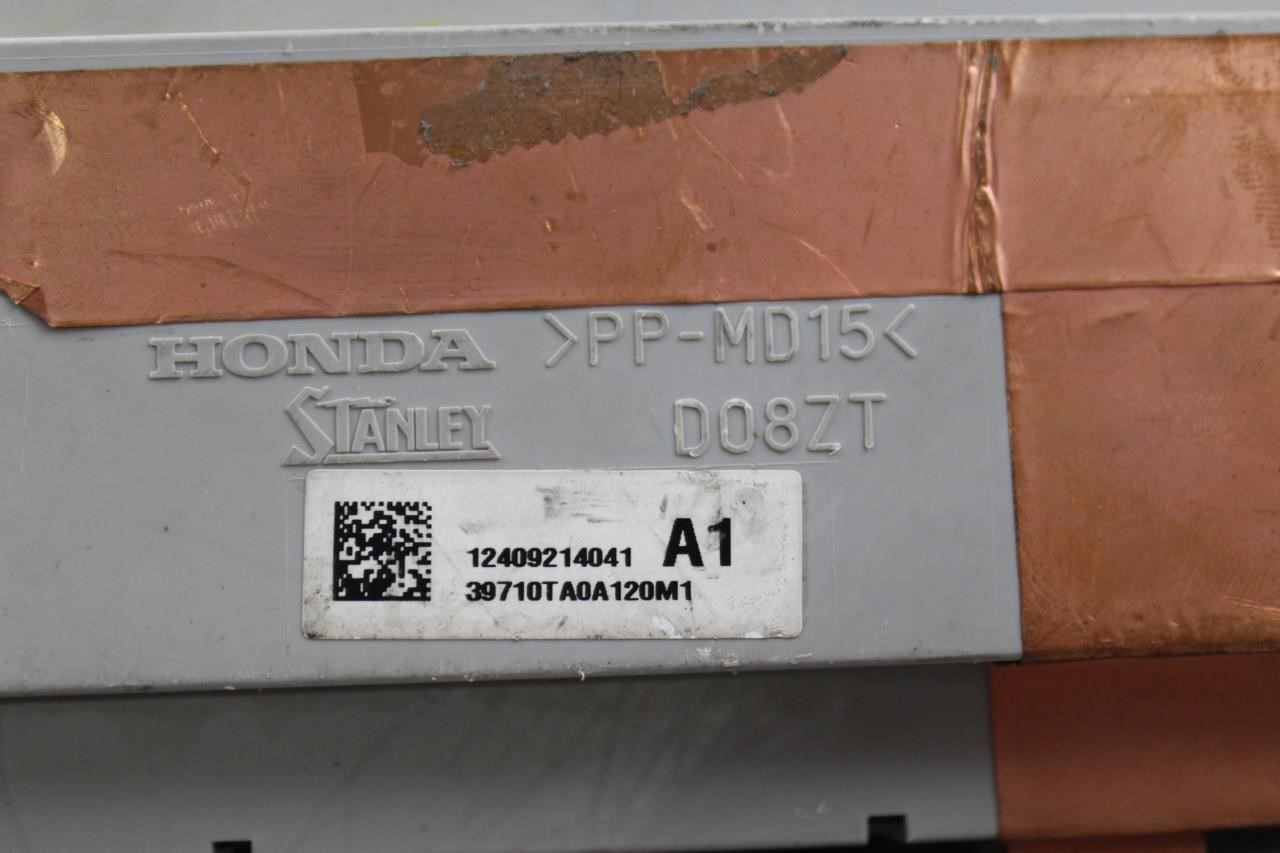 HONDA >PP-MD15<
STANLEY D08ZT
12409214041 A1
39710TA0A120M1